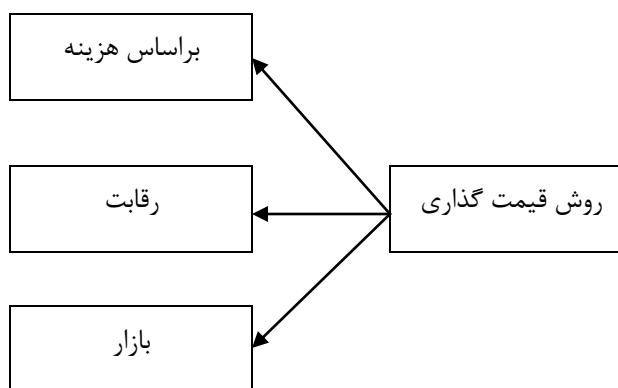 براساس هزینه
رقابت
روش قیمت گذاری
بازار